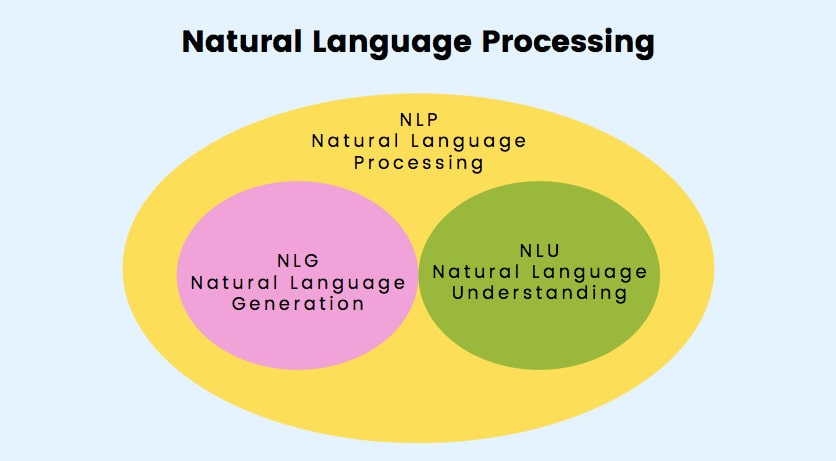 Natural Language Processing
NLP
Natural Language
Processing
NLG
Natural Language
Generation
NLU
Natural Language
Understanding